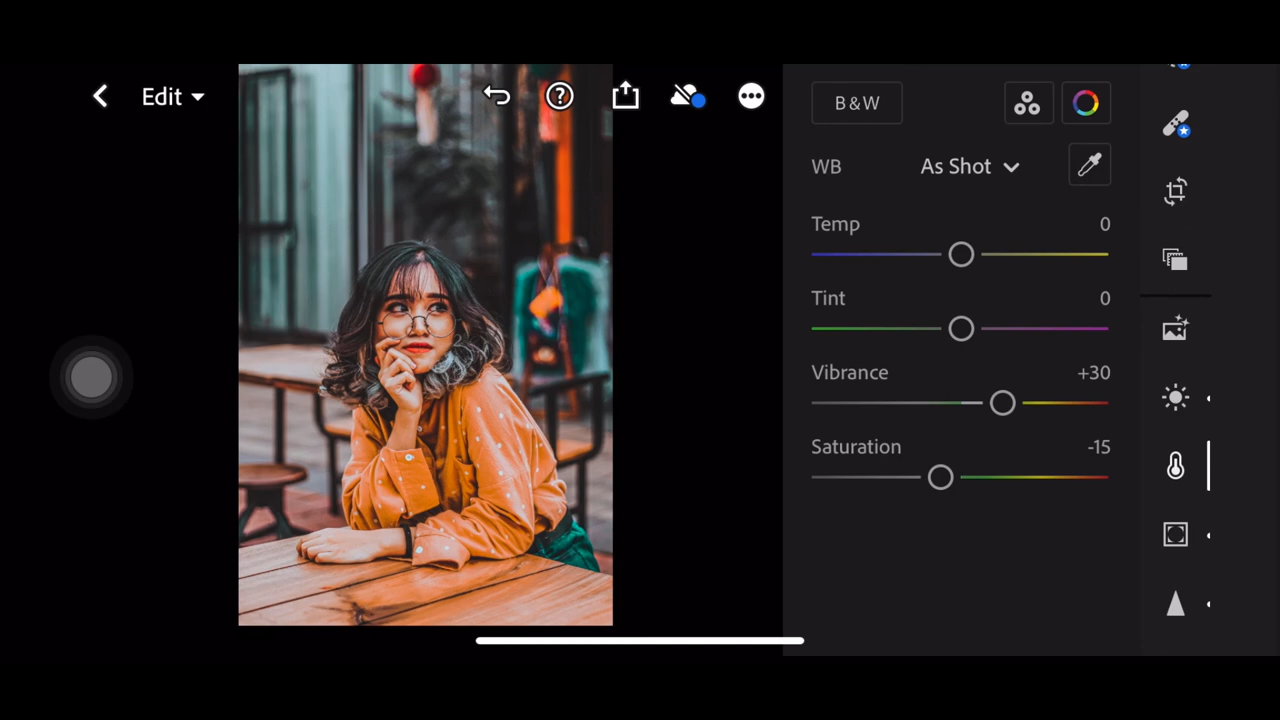 Edit
B&W
WB As Shot
Temp 0
Tint 0
Vibrance +30
Saturation -15